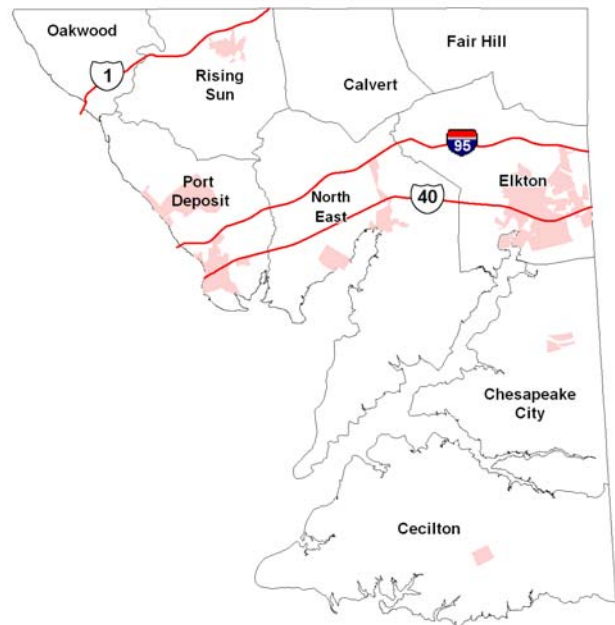 Oakwood
Fair Hill
1
Rising
Sun
Calvert
95
Port
Deposit
North
East
40
Elkton
Chesapeake
City
Cecilton